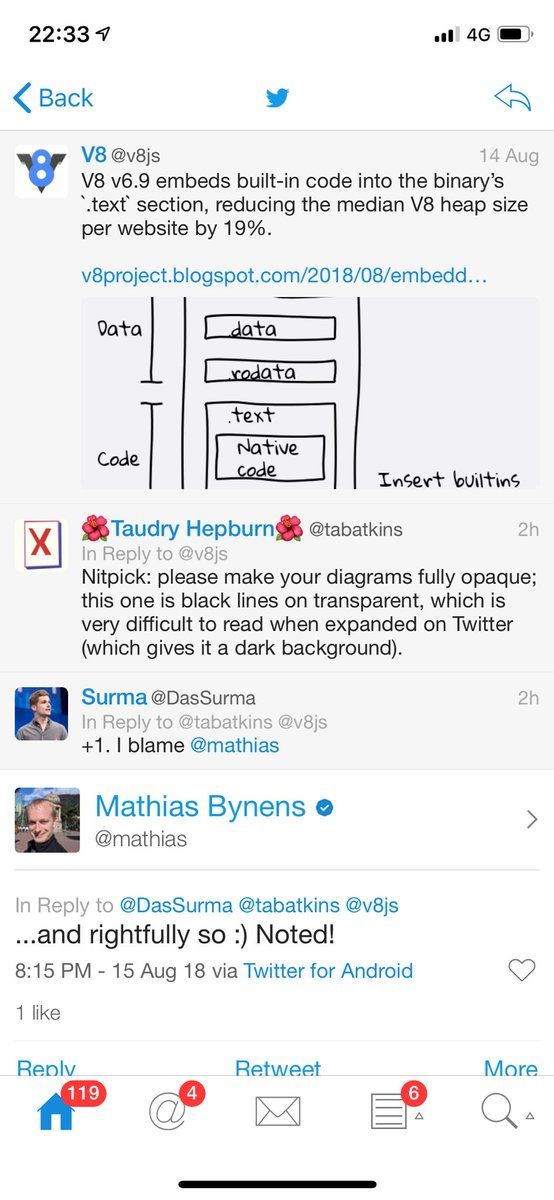 22:33
4G
Back
V8 @v8js 14 Aug
V8 v6.9 embeds built-in code into the binary’s
`.text` section, reducing the median V8 heap size
per website by 19%.
v8project.blogspot.com/2018/08/embedd…
Data
.data
.rodata
.text
Code
Native
code
Insert builtins
🌺Taudry Hepburn🌺 @tabatkins 2h
In Reply to @v8js
Nitpick: please make your diagrams fully opaque;
this one is black lines on transparent, which is
very difficult to read when expanded on Twitter
(which gives it a dark background).
Surma @DasSurma 2h
In Reply to @tabatkins @v8js
+1. I blame @mathias
Mathias Bynens
@mathias
In Reply to @DasSurma @tabatkins @v8js
...and rightfully so :) Noted!
8:15 PM - 15 Aug 18 via Twitter for Android
1 like
Reply Retweet More
119 4 6